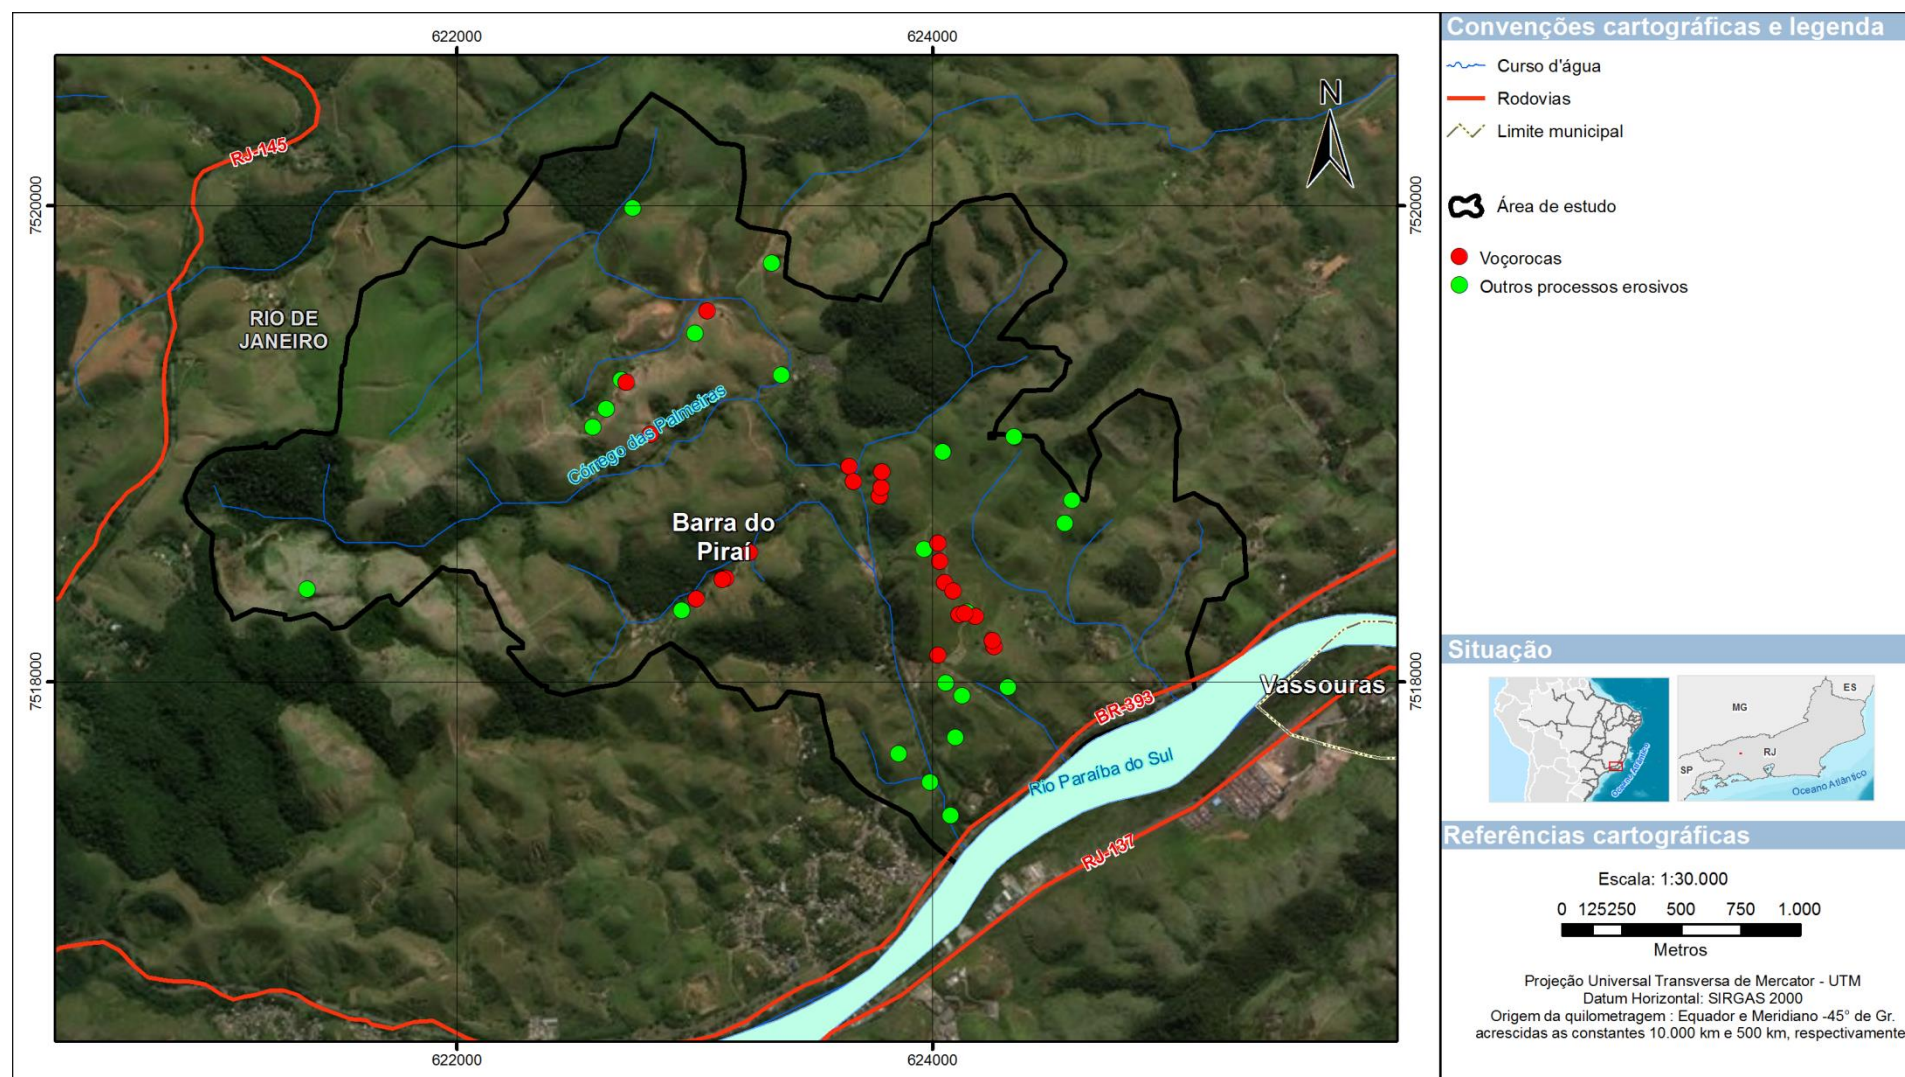 622000
624000
7520000
7520000
7518000
7518000
622000
624000
N
RJ-145
RIO DE
JANEIRO
Córrego das Palmeiras
Barra do
Piraí
Vassouras
BR-393
Rio Paraíba do Sul
RJ-137
Convenções cartográficas e legenda
Curso d'água
Rodovias
Limite municipal
Área de estudo
Voçorocas
Outros processos erosivos
Situação
Oceano Atlântico
MG
ES
RJ
SP
Oceano Atlântico
Referências cartográficas
Escala: 1:30.000
0 125250 500 750 1.000
Metros
Projeção Universal Transversa de Mercator - UTM
Datum Horizontal: SIRGAS 2000
Origem da quilometragem : Equador e Meridiano -45° de Gr.
acrescidas as constantes 10.000 km e 500 km, respectivamente